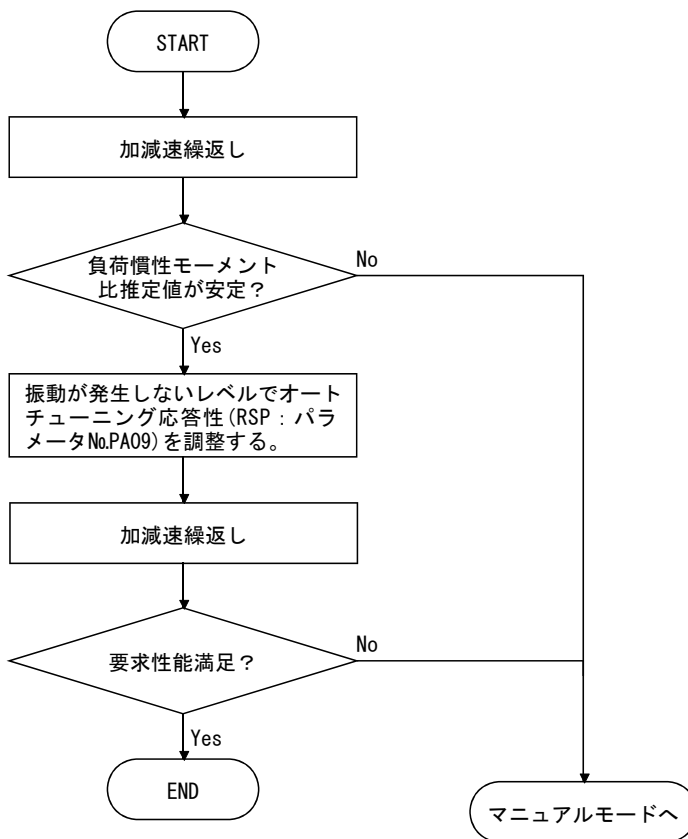 START
加減速繰返し
負荷慣性モーメント
比推定値が安定？
No
Yes
振動が発生しないレベルでオート
チューニング応答性(RSP：パラ
メータ№PA09)を調整する。
加減速繰返し
要求性能満足？
No
Yes
END
マニュアルモードへ